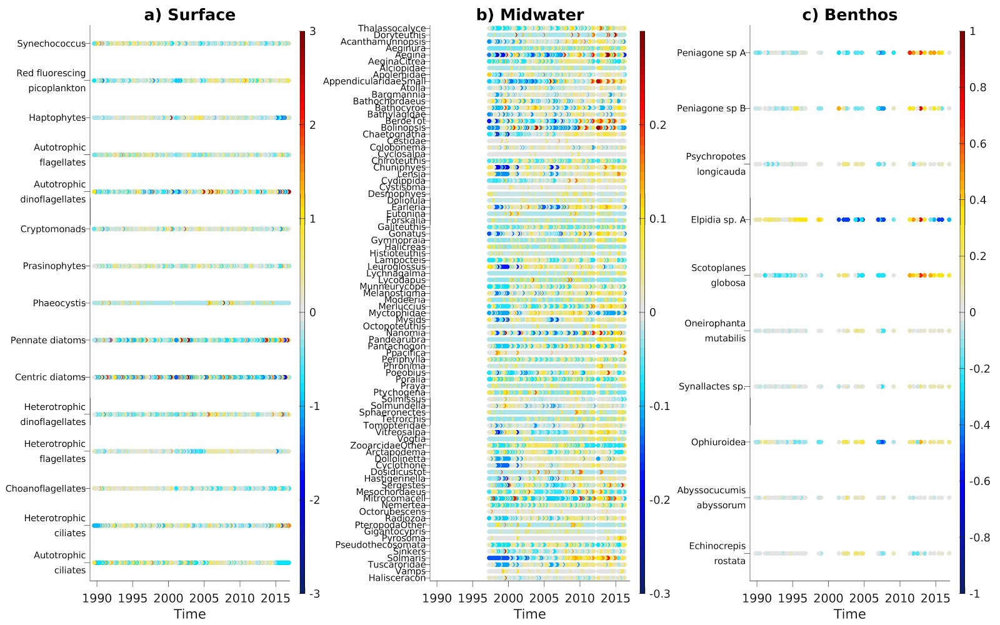 a) Surface
Synechococcus
Red fluorescing
picoplankton
Haptophytes
Autotrophic
flagellates
Autotrophic
dinoflagellates
Cryptomonads
Prasinophytes
Phaeocystis
Pennate diatoms
Centric diatoms
Heterotrophic
dinoflagellates
Heterotrophic
flagellates
Choanoflagellates
Heterotrophic
ciliates
Autotrophic
ciliates
1990 1995 2000 2005 2010 2015
Time
3
2
1
0
-1
-2
-3
b) Midwater
Thalassocalyce
Doryteuthis
Acanthamunnopsis
Aeginura
Aegina
AeginaCitrea
Alciopidae
Apolemidae
AppendiculariidaeSmall
Atolla
Bargmannia
Bathochordaeus
Bathocyroe
Bathylagidae
BeroeTot
Bolinopsis
Chaetognatha
Cestidae
Colobonema
Cyclosalpa
Chiroteuthis
Chuniphyes
Lensia
Cydippida
Cystisoma
Desmophyes
Doliolula
Earleria
Eutonina
Forskalia
Galiteuthis
Gonatus
Gymnopraia
Halicreas
Histioteuthis
Lampocteis
Leuroglossus
Lychnagalma
Lycodapus
Munneurycope
Melanostigma
Modeeria
Merluccius
Myctophidae
Mysids
Octopoteuthis
Nanomia
Pandearubra
Pantachogon
Ppacifica
Periphylla
Phronima
Poeobius
Poralia
Praya
Ptychogena
Solmissus
Solmundella
Sphaeronectes
Tetrorchis
Tomopteridae
Vitreosalpa
Vogtia
ZooarcidaeOther
Arctapodema
Dollolinetta
Cyclothone
Dosidicustot
Hastigerinella
Sergestes
Mesochordaeus
Mitrocomacell
Nemertea
Octorubescens
Radiozoa
PteropodaOther
Gigantocypris
Pyrosoma
Pseudothecosomata
Sinkers
Solmaris
Tuscaroridae
Vamps
Halisceracon
1990 1995 2000 2005 2010 2015
Time
0.2
0.1
0
-0.1
-0.2
-0.3
c) Benthos
Peniagone sp A
Peniagone sp B
Psychropotes
longicauda
Elpidia sp. A
Scotoplanes
globosa
Oneirophanta
mutabilis
Synallactes sp.
Ophiuroidea
Abyssocucumis
abyssorum
Echinocrepis
rostata
1990 1995 2000 2005 2010 2015
Time
1
0.8
0.6
0.4
0.2
0
-0.2
-0.4
-0.6
-0.8
-1